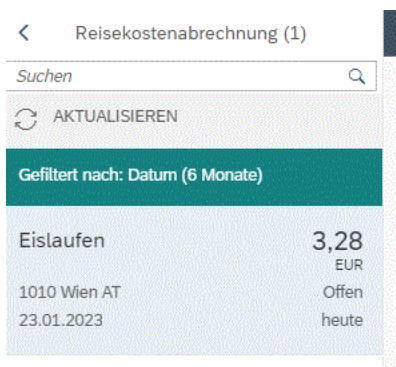 Reisekostenabrechnung (1)
Suchen
AKTUALISIEREN
Gefiltert nach: Datum (6 Monate)
Eislaufen 3,28
EUR
1010 Wien AT Offen
23.01.2023 heute